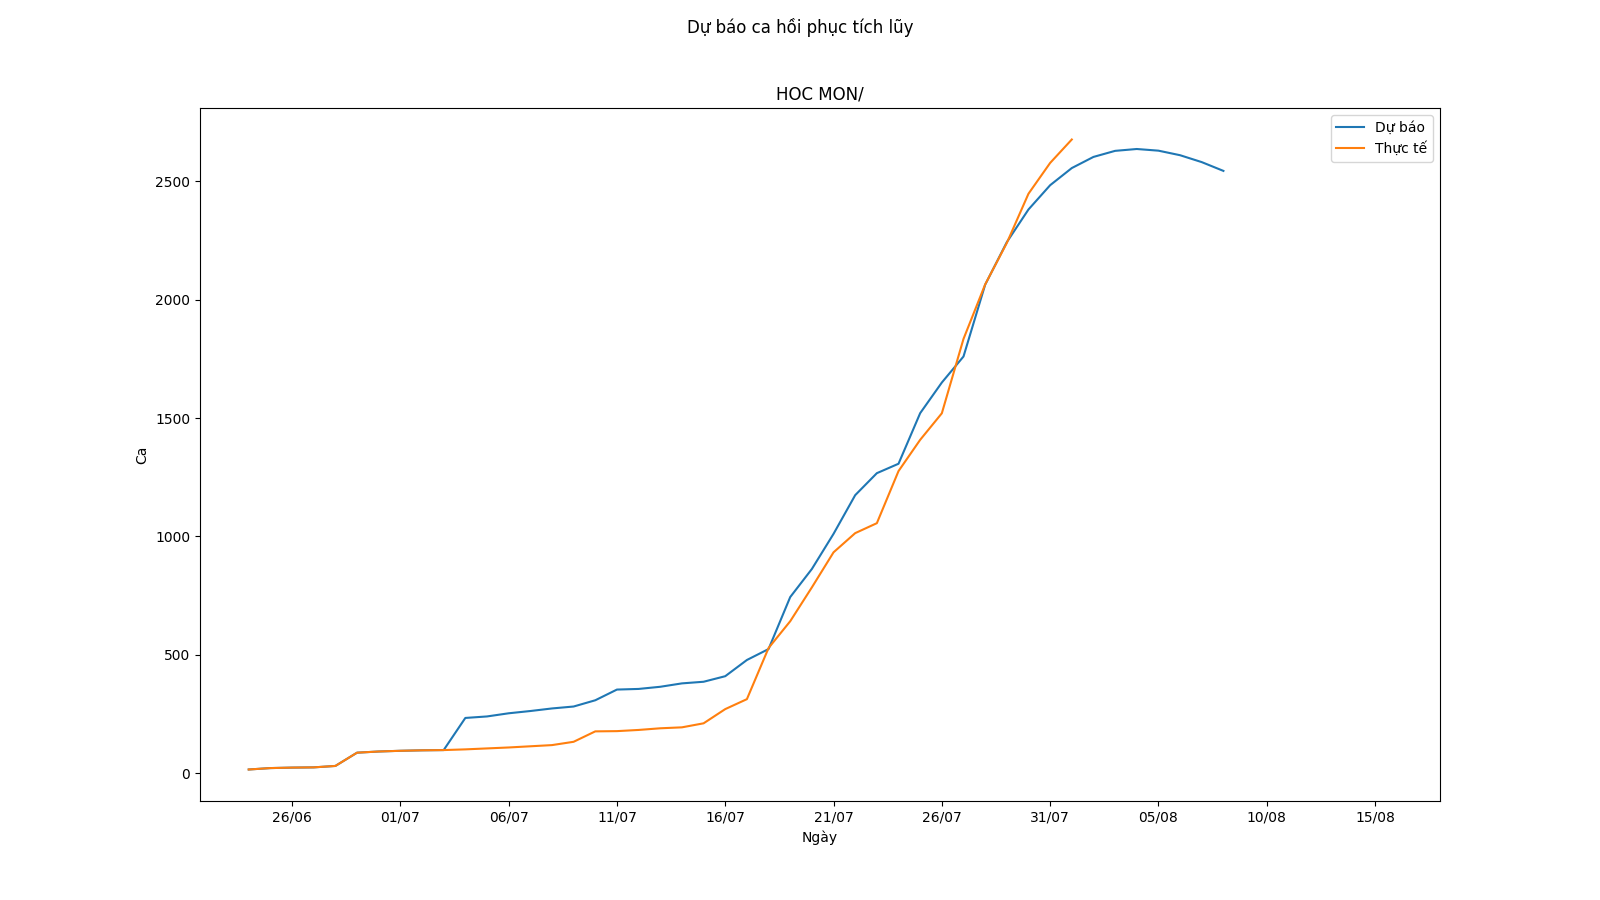 Dự báo ca hồi phục tích lũy
HOC MON/
Dự báo
Thực tế
2500
2000
1500
1000
500
0
Ca
26/06 01/07 06/07 11/07 16/07 21/07 26/07 31/07 05/08 10/08 15/08
Ngày